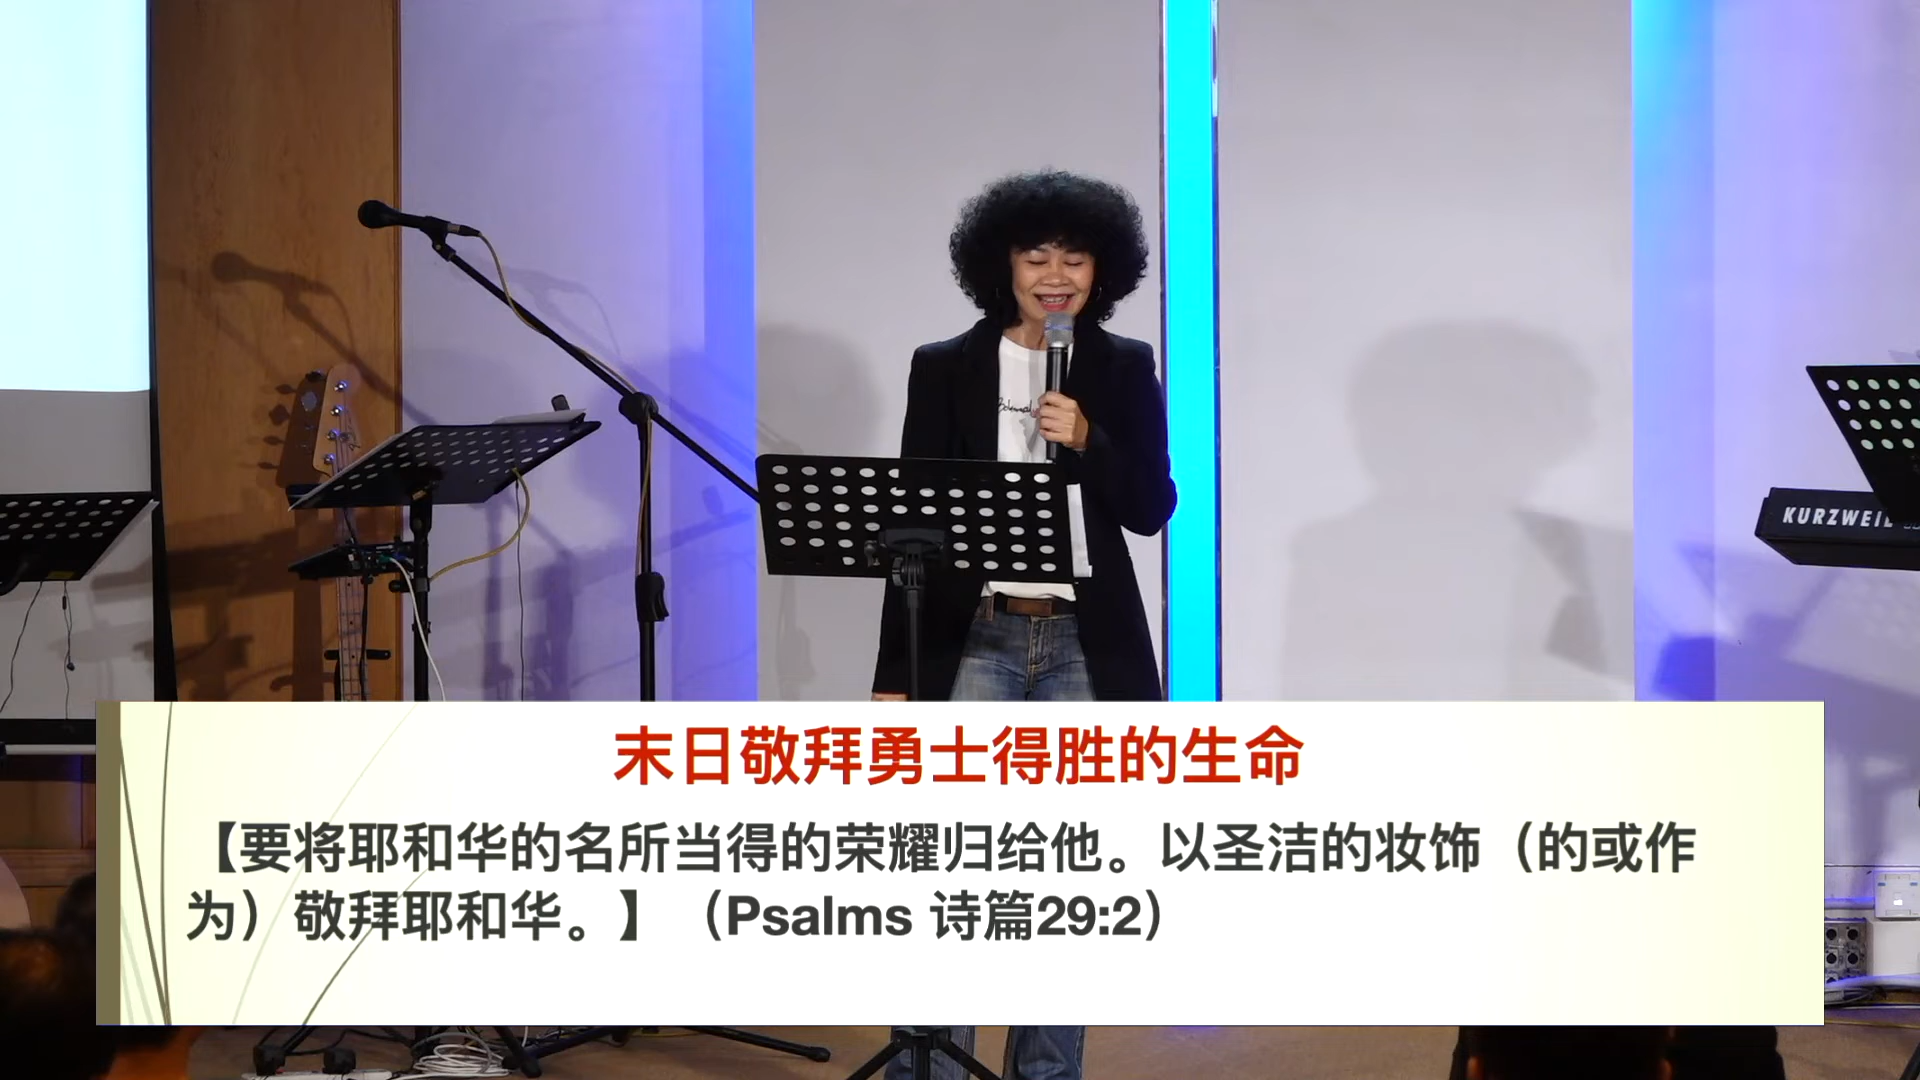 KURZWEIL
末日敬拜勇士得胜的生命
【要将耶和华的名所当得的荣耀归给他。以圣洁的妆饰（的或作
为）敬拜耶和华。】（Psalms 诗篇29:2）